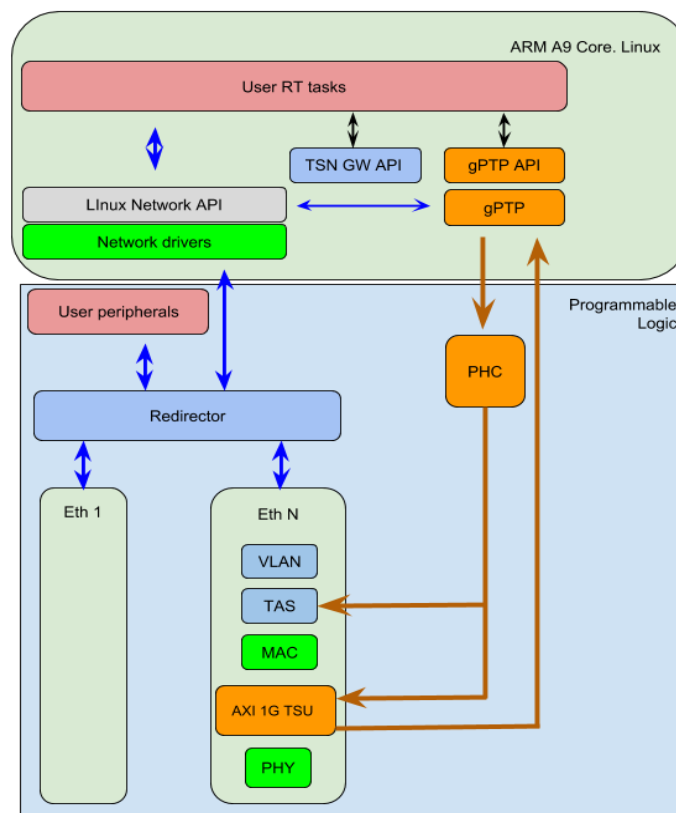 ARM A9 Core. Linux
User RT tasks
TSN GW API
gPTP API
LInux Network API
gPTP
Network drivers
User peripherals
Programmable
Logic
PHC
Redirector
Eth 1
Eth N
VLAN
TAS
MAC
AXI 1G TSU
PHY